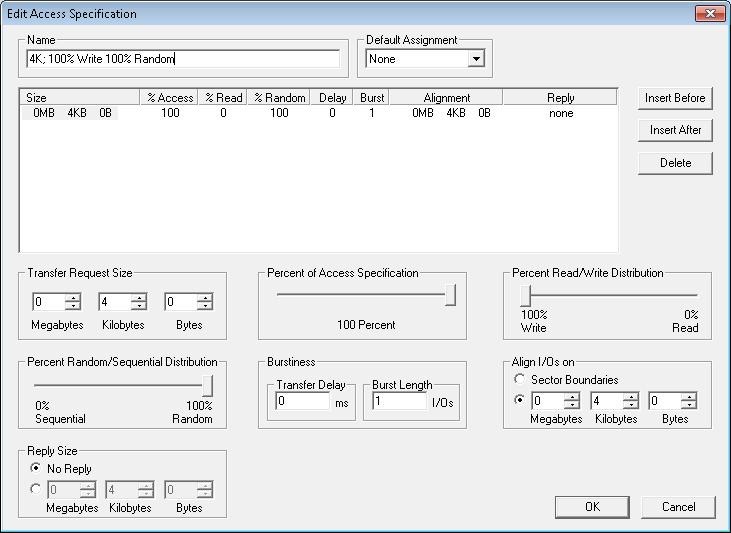 Edit Access Specification
Name
Default Assignment
4K; 100% Write 100% Random
None
Size % Access % Read % Random Delay Burst Alignment Reply
0MB 4KB 0B 100 0 100 0 1 0MB 4KB 0B none
Insert Before
Insert After
Delete
Transfer Request Size
0 4 0
Megabytes Kilobytes Bytes
Percent of Access Specification
100 Percent
Percent Read/Write Distribution
100% 0%
Write Read
Percent Random/Sequential Distribution
0% 100%
Sequential Random
Burstiness
Transfer Delay Burst Length
0 ms 1 I/Os
Align I/Os on
Sector Boundaries
0 4 0
Megabytes Kilobytes Bytes
Reply Size
No Reply
0 4 0
Megabytes Kilobytes Bytes
OK Cancel